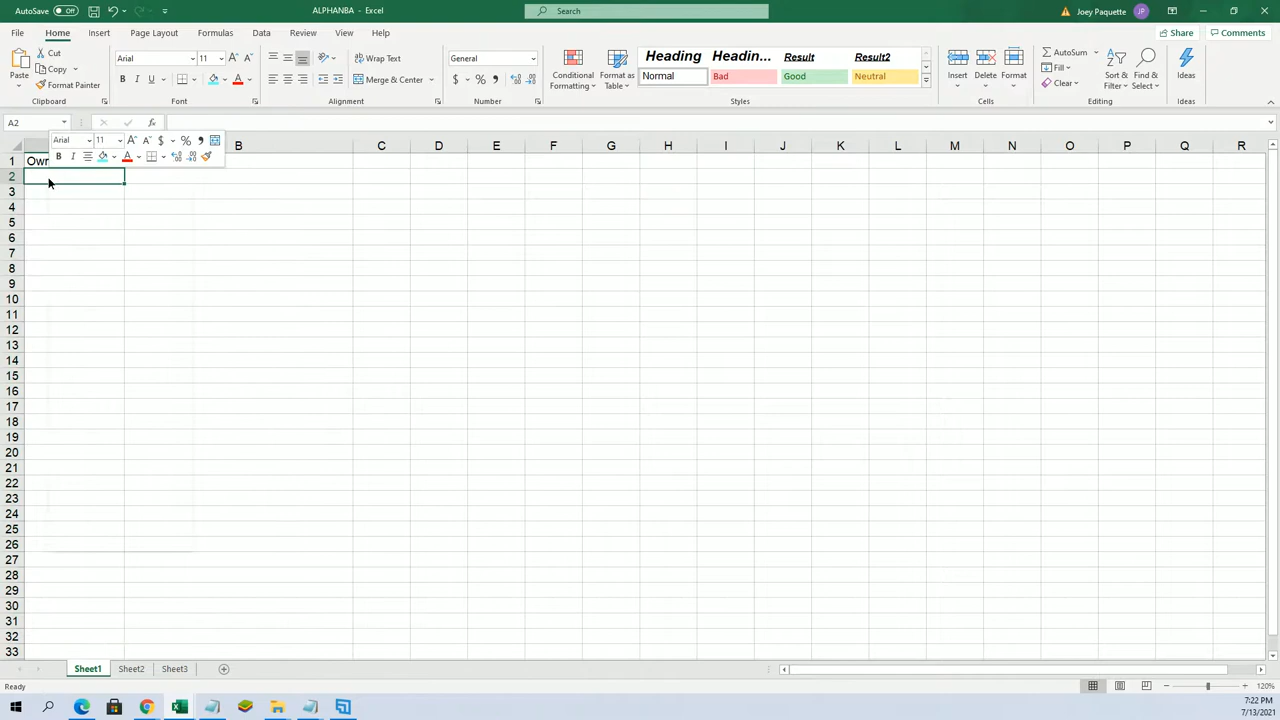 AutoSave Off
ALPHANBA - Excel
Search
Joey Paquette JP
File Home Insert Page Layout Formulas Data Review View Help
Share Comments
Paste
Cut
Copy
Format Painter
Clipboard
Arial 11
B I U
Font
Wrap Text
Merge & Center
Alignment
General
$ % ,
Number
Conditional Formatting
Format as Table
Heading Headin... Result Result2
Normal Bad Good Neutral
Styles
Insert Delete Format
Cells
AutoSum
Fill
Clear
Sort & Filter
Find & Select
Editing
Ideas
Ideas
A2
fx
Arial 11 A A $ % ,
B I A
B C D E F G H I J K L M N O P Q R
1 Own
2
3
4
5
6
7
8
9
10
11
12
13
14
15
16
17
18
19
20
21
22
23
24
25
26
27
28
29
30
31
32
33
Sheet1 Sheet2 Sheet3
Ready
120%
7:22 PM
7/13/2021